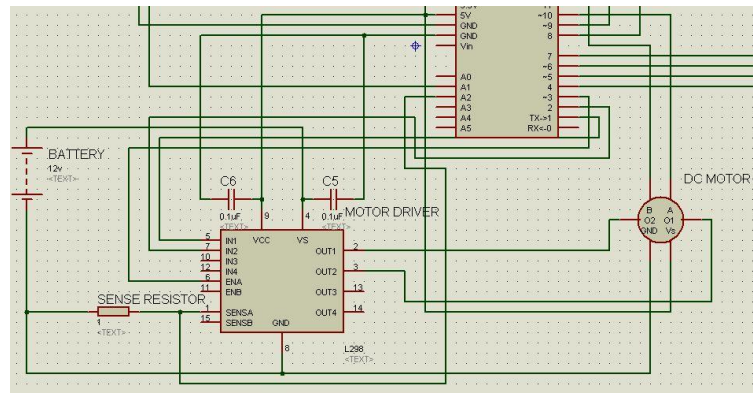 5V
GND
GND
Vin
A0
A1
A2
A3
A4
A5
11
~10
~9
8
7
~6
~5
4
~3
2
TX->1
RX<-0
BATTERY
12v
<TEXT>
C6
0.1uF
<TEXT>
C5
0.1uF
<TEXT>
DC MOTOR
B A
O2 O1
GND Vs
MOTOR DRIVER
9
4
VCC
VS
5 IN1
7 IN2
10 IN3
12 IN4
6 ENA
11 ENB
1 SENSA
15 SENSB
OUT1 2
OUT2 3
OUT3 13
OUT4 14
GND
8
L298
<TEXT>
SENSE RESISTOR
1
<TEXT>